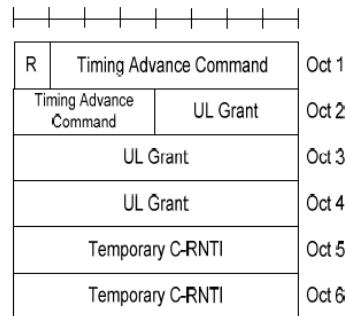 R Timing Advance Command Oct 1
Timing Advance
Command UL Grant Oct 2
UL Grant Oct 3
UL Grant Oct 4
Temporary C-RNTI Oct 5
Temporary C-RNTI Oct 6